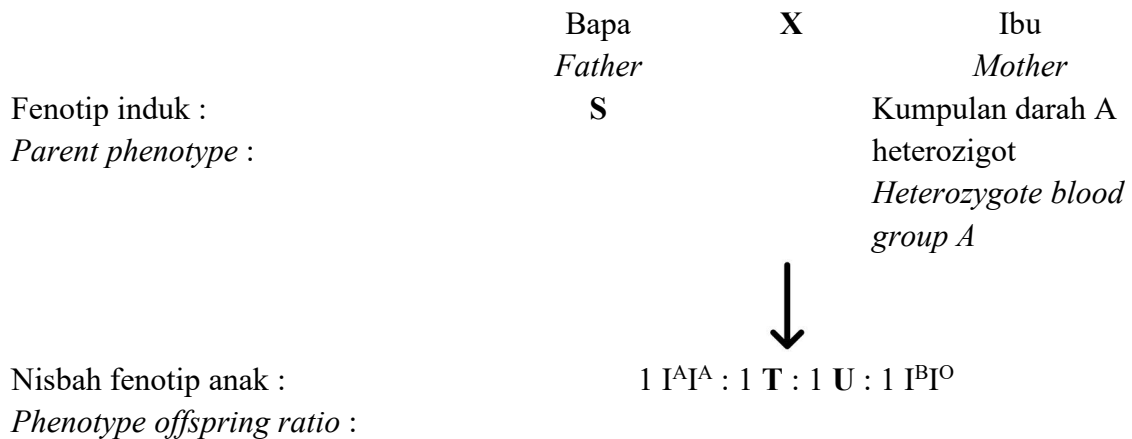 Bapa X Ibu
Father Mother
Fenotip induk : S Kumpulan darah A
Parent phenotype : heterozigot
Heterozygote blood
group A
Nisbah fenotip anak : 1 IᴬIᴬ : 1 T : 1 U : 1 IᴮIᴼ
Phenotype offspring ratio :